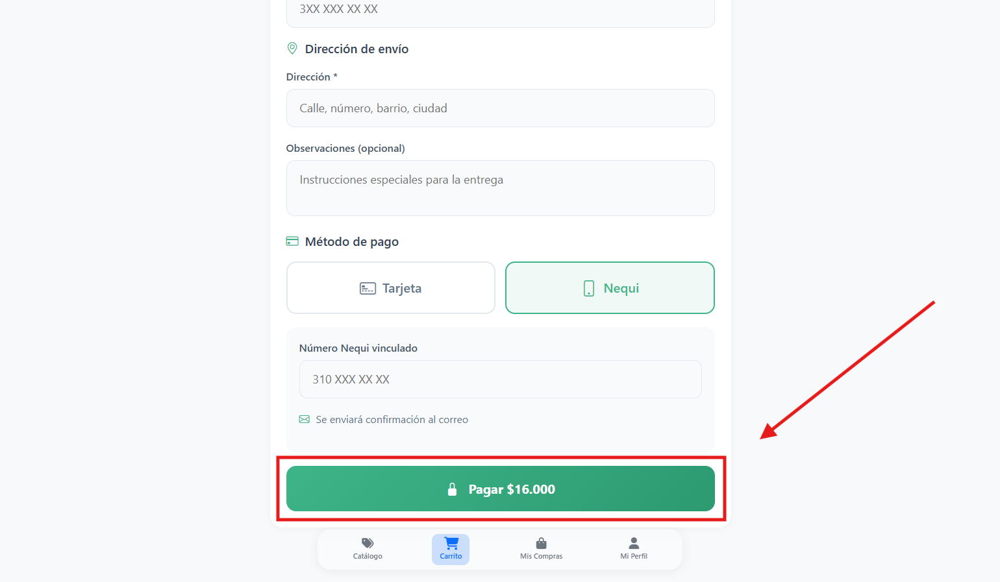 3XX XXX XX XX
Dirección de envío
Dirección *
Calle, número, barrio, ciudad
Observaciones (opcional)
Instrucciones especiales para la entrega
Método de pago
Tarjeta
Nequi
Número Nequi vinculado
310 XXX XX XX
Se enviará confirmación al correo
Pagar $16.000
Catálogo
Carrito
Mis Compras
Mi Perfil